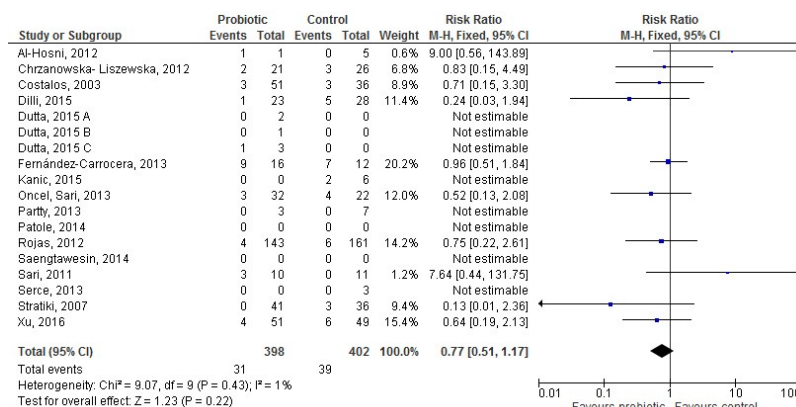 Probiotic Control Risk Ratio Risk Ratio
Study or Subgroup Events Total Events Total Weight M-H, Fixed, 95% CI M-H, Fixed, 95% CI
Al-Hosni, 2012 1 1 0 5 0.6% 9.00 [0.56, 143.89]
Chrzanowska- Liszewska, 2012 2 21 3 26 6.8% 0.83 [0.15, 4.49]
Costalos, 2003 3 51 3 36 8.9% 0.71 [0.15, 3.30]
Dilli, 2015 1 23 5 28 11.4% 0.24 [0.03, 1.94]
Dutta, 2015 A 0 2 0 0 Not estimable
Dutta, 2015 B 0 1 0 0 Not estimable
Dutta, 2015 C 1 3 0 0 Not estimable
Fernández-Carrocera, 2013 9 16 7 12 20.2% 0.96 [0.51, 1.84]
Kanic, 2015 0 0 2 6 Not estimable
Oncel, Sari, 2013 3 32 4 22 12.0% 0.52 [0.13, 2.08]
Partty, 2013 0 3 0 7 Not estimable
Patole, 2014 0 0 0 0 Not estimable
Rojas, 2012 4 143 6 161 14.2% 0.75 [0.22, 2.61]
Saengtawesin, 2014 0 0 0 0 Not estimable
Sari, 2011 3 10 0 11 1.2% 7.64 [0.44, 131.75]
Serce, 2013 0 0 0 3 Not estimable
Stratiki, 2007 0 41 3 36 9.4% 0.13 [0.01, 2.36]
Xu, 2016 4 51 6 49 15.4% 0.64 [0.19, 2.13]
Total (95% CI) 398 402 100.0% 0.77 [0.51, 1.17]
Total events 31 39
Heterogeneity: Chi² = 9.07, df = 9 (P = 0.43); I² = 1%
Test for overall effect: Z = 1.23 (P = 0.22)
0.01 0.1 1 10 100
Favours probiotic Favours control